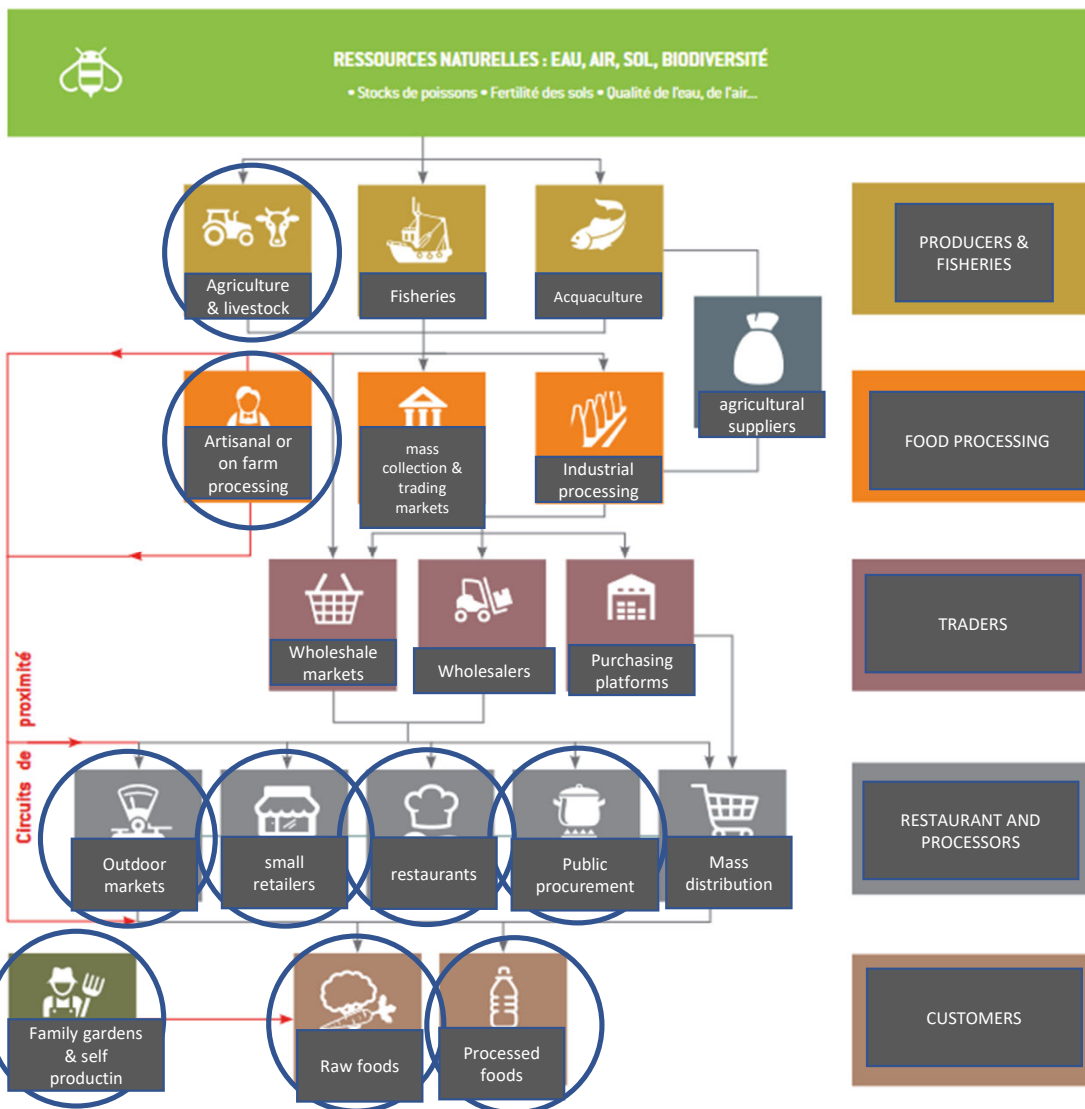 RESSOURCES NATURELLES : EAU, AIR, SOL, BIODIVERSITÉ
• Stocks de poissons • Fertilité des sols • Qualité de l'eau, de l'air...
Agriculture
& livestock
Fisheries
Acquaculture
PRODUCERS &
FISHERIES
Artisanal or
on farm
processing
mass
collection &
trading
markets
Industrial
processing
agricultural
suppliers
FOOD PROCESSING
Wholeshale
markets
Wholesalers
Purchasing
platforms
TRADERS
Circuits de proximité
Outdoor
markets
small
retailers
restaurants
Public
procurement
Mass
distribution
RESTAURANT AND
PROCESSORS
Family gardens
& self
productin
Raw foods
Processed
foods
CUSTOMERS